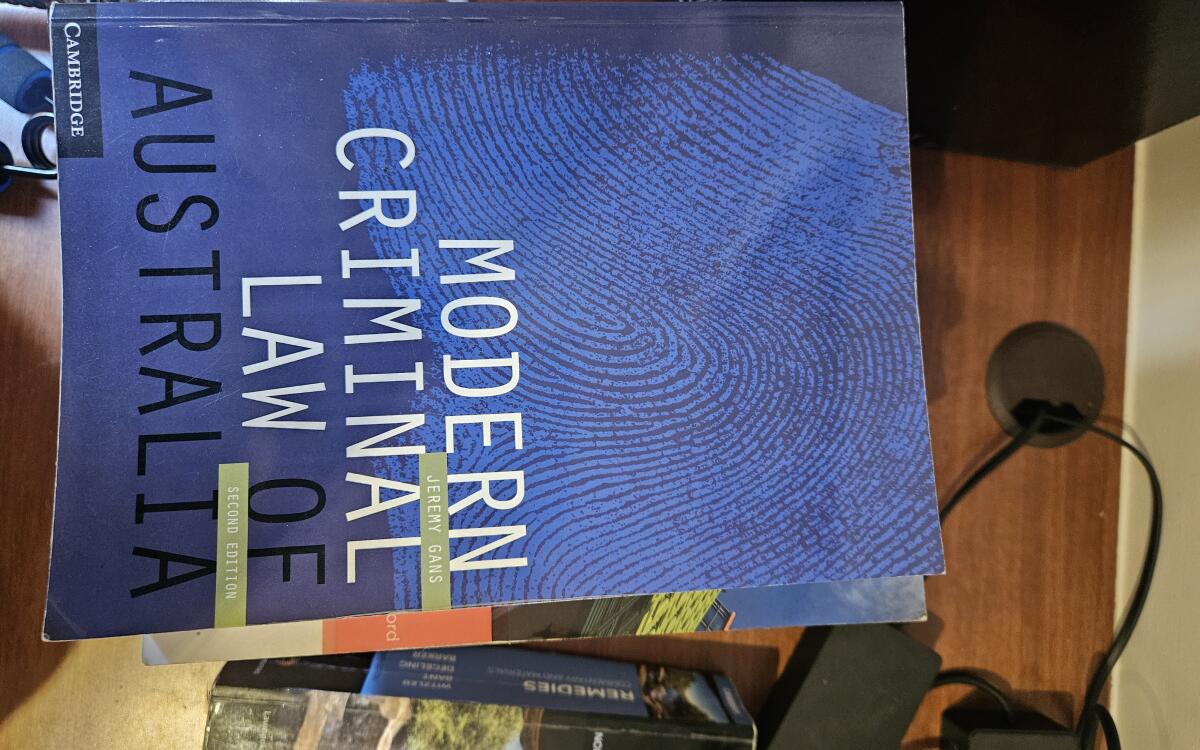 CAMBRIDGE
MODERN
JEREMY GANS
CRIMINAL
LAW OF
SECOND EDITION
AUSTRALIA
ord
REMEDIES
COMMENTARY AND MATERIALS
WITZLEB
BANT
DEGELING
BARKER